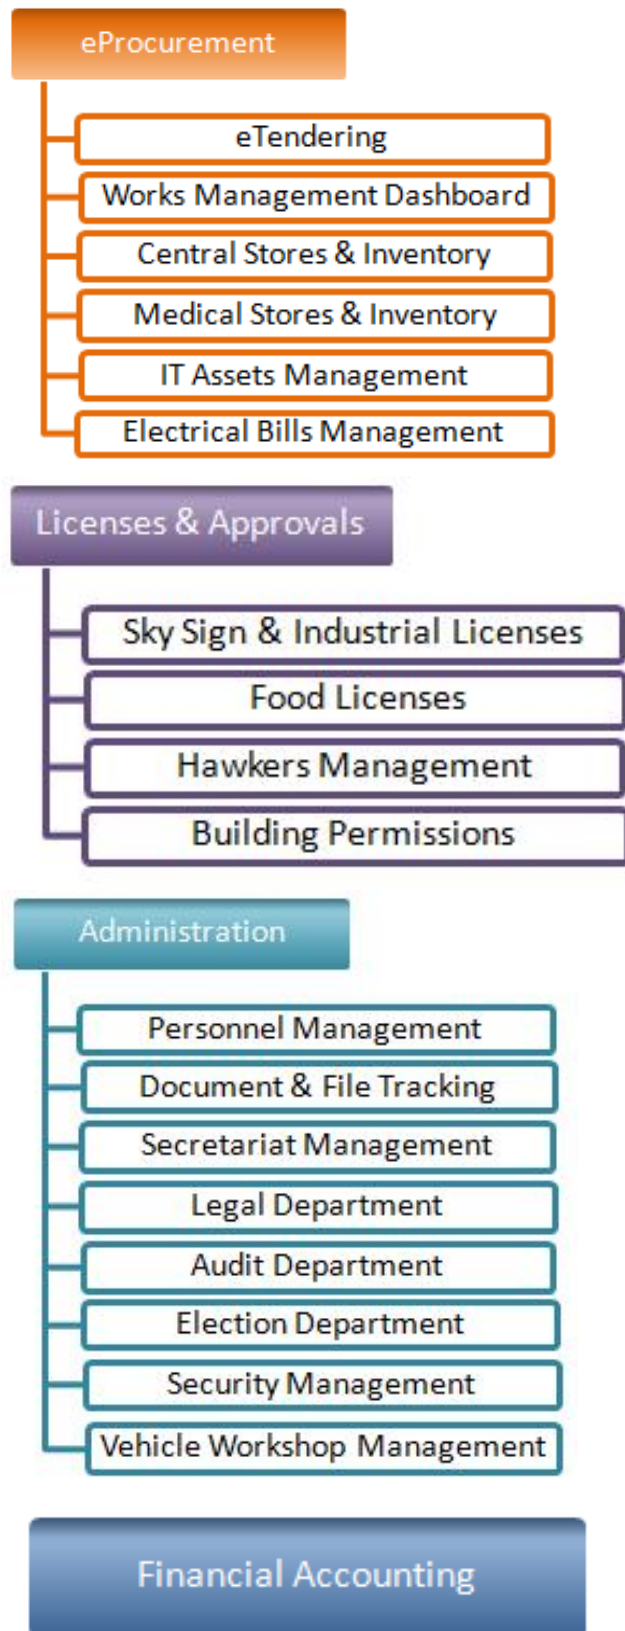 eProcurement
eTendering
Works Management Dashboard
Central Stores & Inventory
Medical Stores & Inventory
IT Assets Management
Electrical Bills Management
Licenses & Approvals
Sky Sign & Industrial Licenses
Food Licenses
Hawkers Management
Building Permissions
Administration
Personnel Management
Document & File Tracking
Secretariat Management
Legal Department
Audit Department
Election Department
Security Management
Vehicle Workshop Management
Financial Accounting